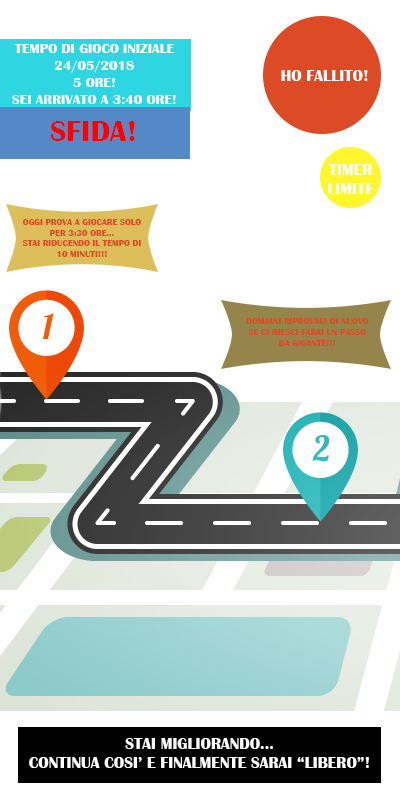 TEMPO DI GIOCO INIZIALE
24/05/2018
5 ORE!
SEI ARRIVATO A 3:40 ORE!
SFIDA!
HO FALLITO!
TIMER
LIMITE
OGGI PROVA A GIOCARE SOLO
PER 3:30 ORE...
STAI RIDUCENDO IL TEMPO DI
10 MINUTI!!!
DOMANI RIPROVACI DI NUOVO
SE CI RIESCI FARAI UN PASSO
DA GIGANTE!!!
1
2
STAI MIGLIORANDO...
CONTINUA COSI' E FINALMENTE SARAI “LIBERO”!